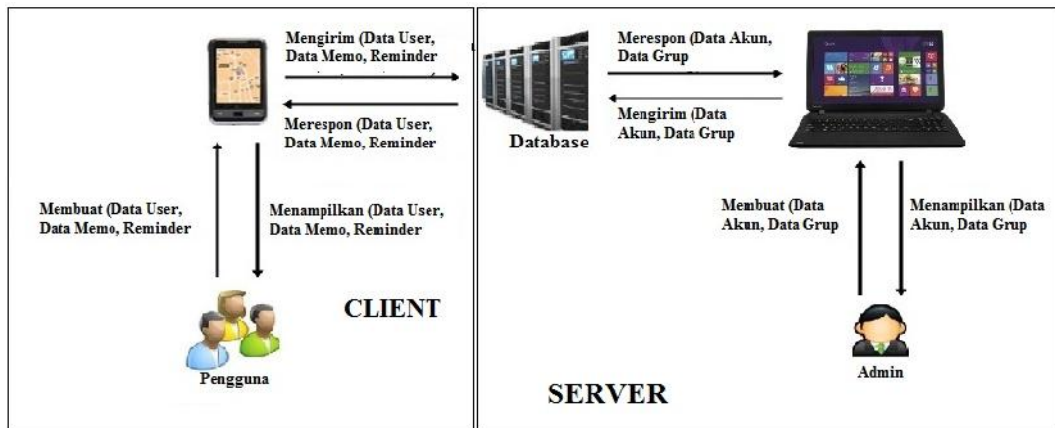 Mengirim (Data User,
Data Memo, Reminder
Merespon (Data User,
Data Memo, Reminder
Membuat (Data User,
Data Memo, Reminder
Menampilkan (Data User,
Data Memo, Reminder
CLIENT
Pengguna
Database
Merespon (Data Akun,
Data Grup
Mengirim (Data
Akun, Data Grup
Membuat (Data
Akun, Data Grup
Menampilkan (Data
Akun, Data Grup
Admin
SERVER